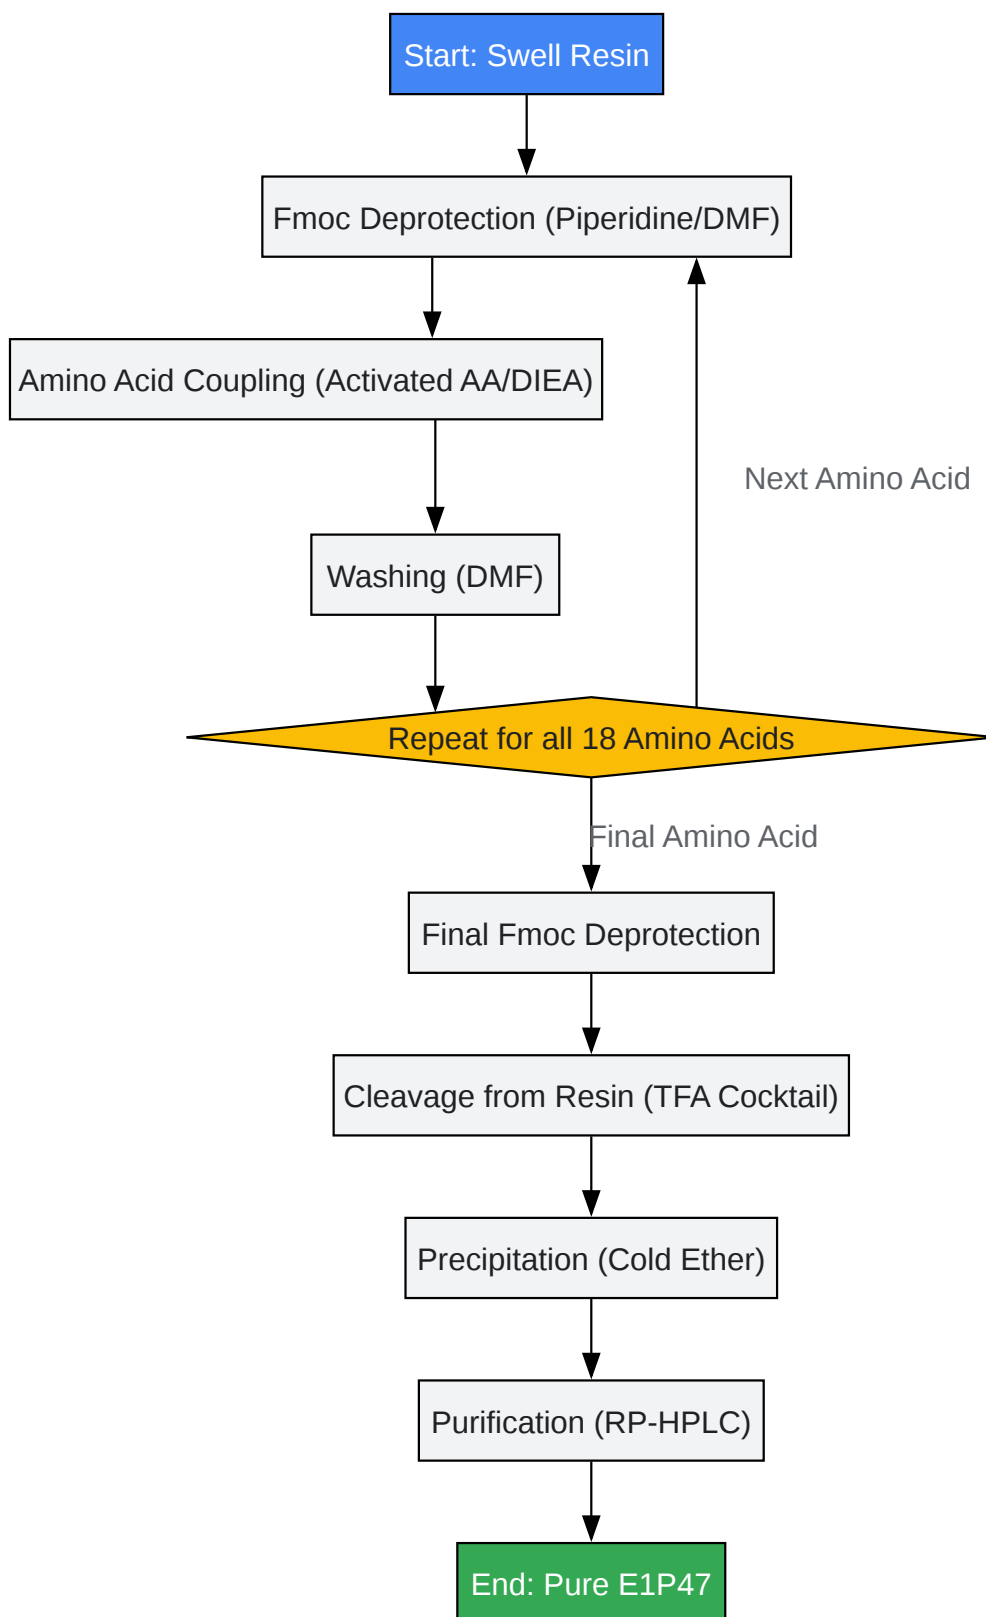 Start: Swell Resin
Fmoc Deprotection (Piperidine/DMF)
Amino Acid Coupling (Activated AA/DIEA)
Next Amino Acid
Washing (DMF)
Repeat for all 18 Amino Acids
Final Amino Acid
Final Fmoc Deprotection
Cleavage from Resin (TFA Cocktail)
Precipitation (Cold Ether)
Purification (RP-HPLC)
End: Pure E1P47